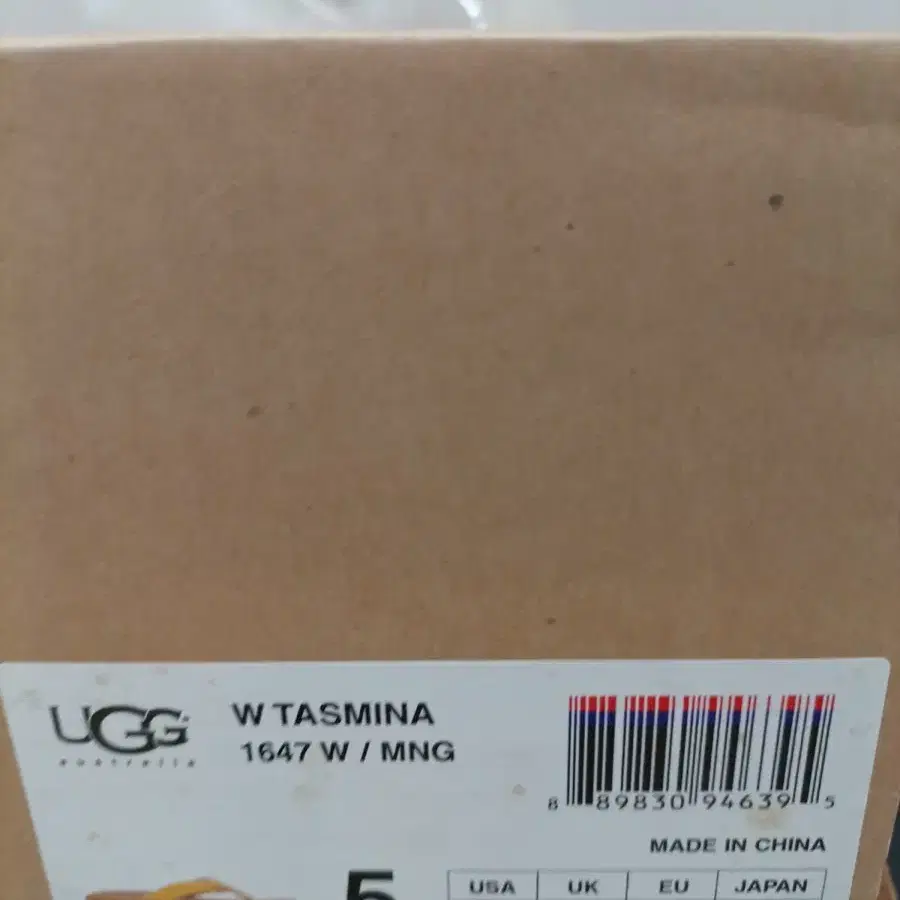 UGG
australia
W TASMINA
1647 W / MNG
8 89830 94639 5
MADE IN CHINA
5
USA UK EU JAPAN